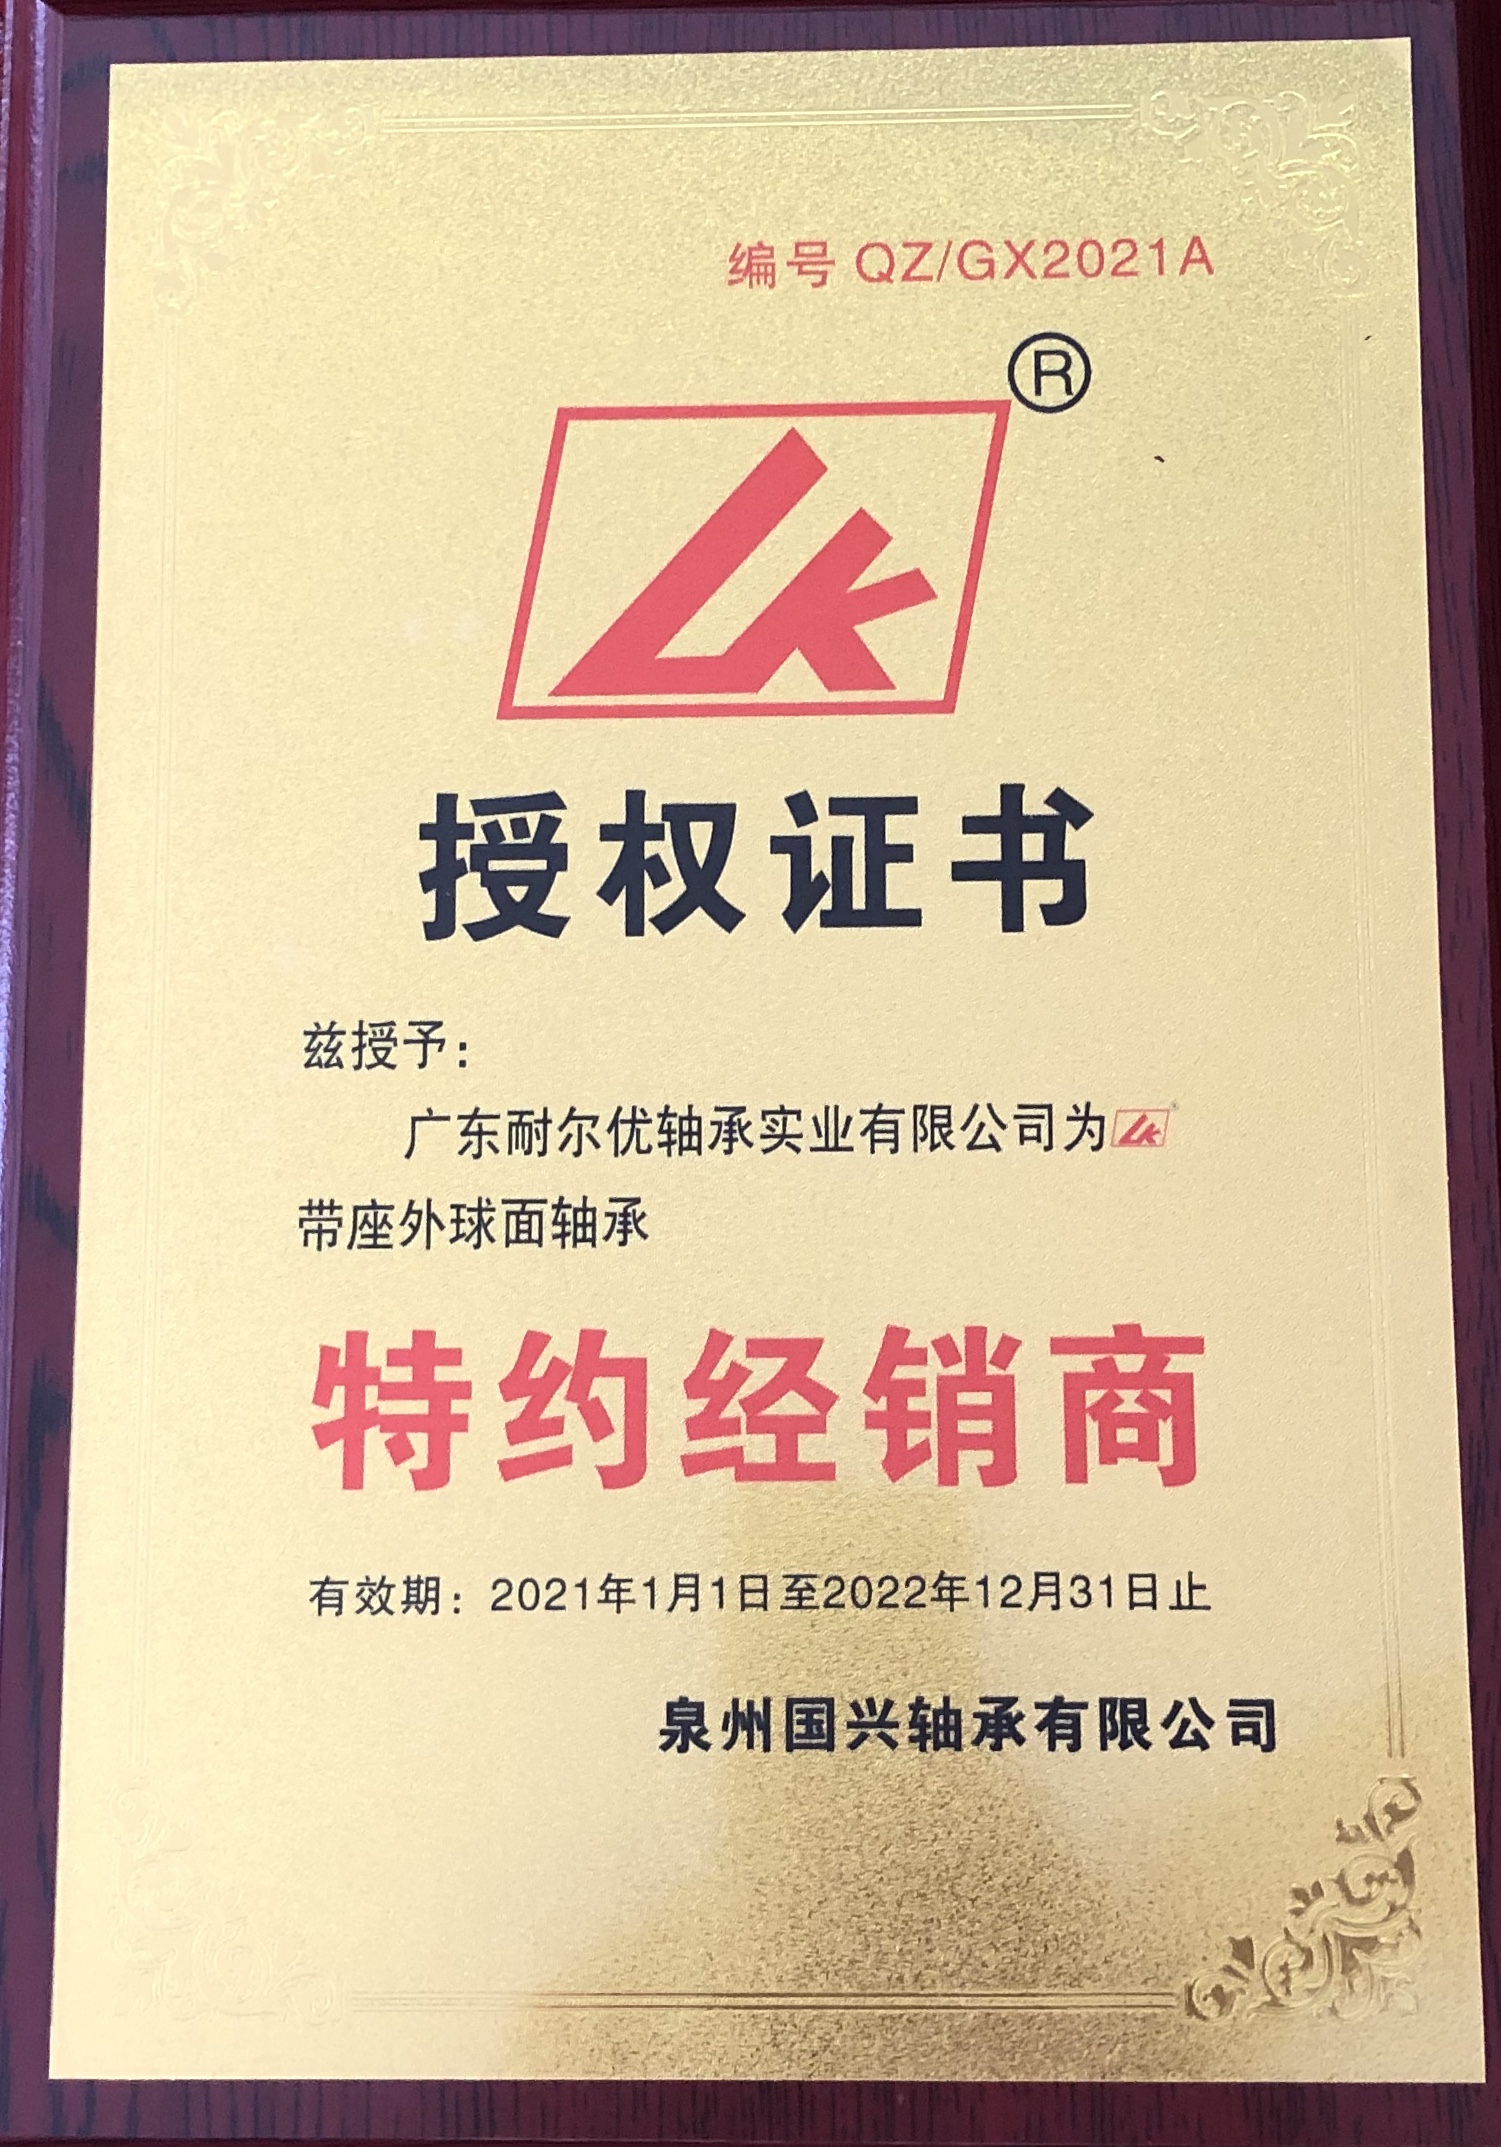 编号 QZ/GX2021A
®
LK
授权证书
兹授予：
广东耐尔优轴承实业有限公司为LK
带座外球面轴承
特约经销商
有效期：2021年1月1日至2022年12月31日止
泉州国兴轴承有限公司